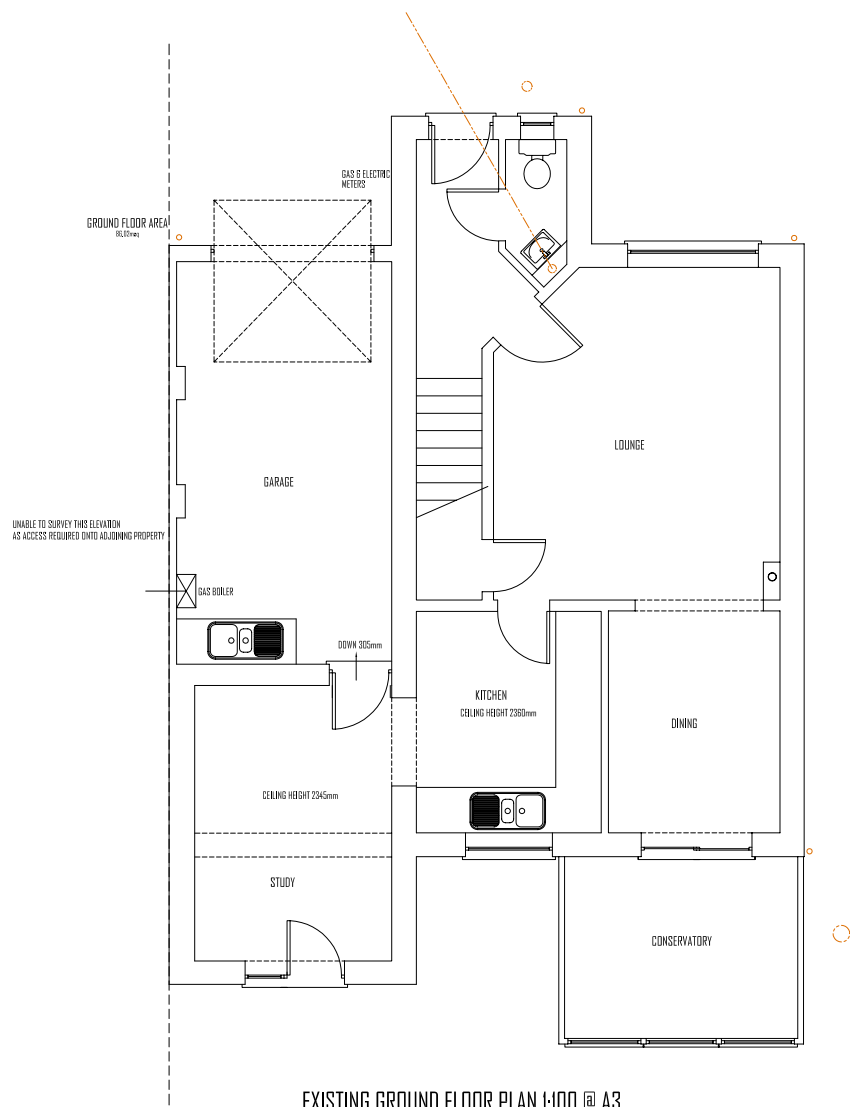 GAS & ELECTRIC
METERS
GROUND FLOOR AREA
86.03msq
LOUNGE
GARAGE
UNABLE TO SURVEY THIS ELEVATION
AS ACCESS REQUIRED ONTO ADJOINING PROPERTY
GAS BOILER
DOWN 305mm
KITCHEN
CEILING HEIGHT 2360mm
DINING
CEILING HEIGHT 2345mm
STUDY
CONSERVATORY
EXISTING GROUND FLOOR PLAN 1:100 @ A3